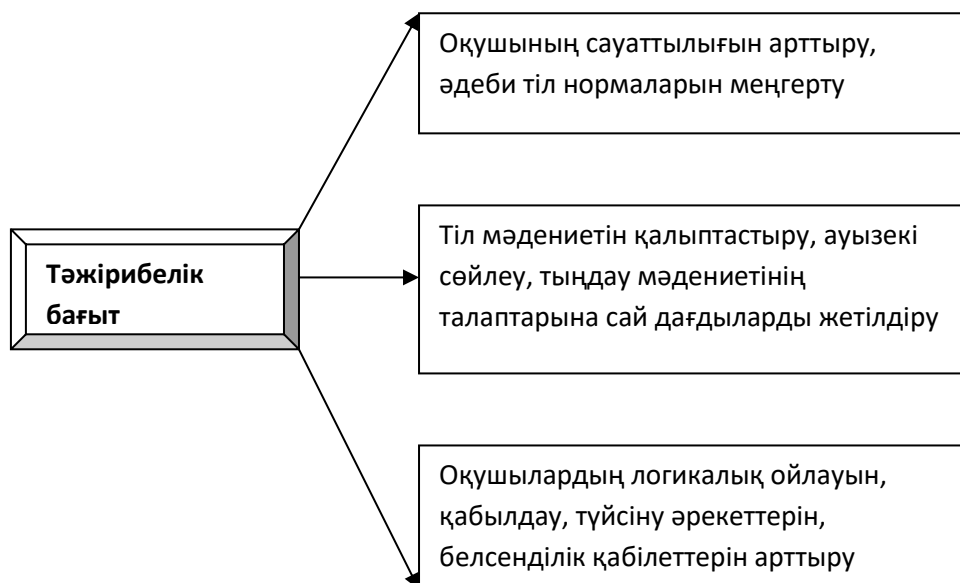 Оқушының сауаттылығын арттыру,
әдеби тіл нормаларын меңгерту
Тәжірибелік
бағыт
Тіл мәдениетін қалыптастыру, ауызекі
сөйлеу, тыңдау мәдениетінің
талаптарына сай дағдыларды жетілдіру
Оқушылардың логикалық ойлауын,
қабылдау, түйсіну әрекеттерін,
белсенділік қабілеттерін арттыру